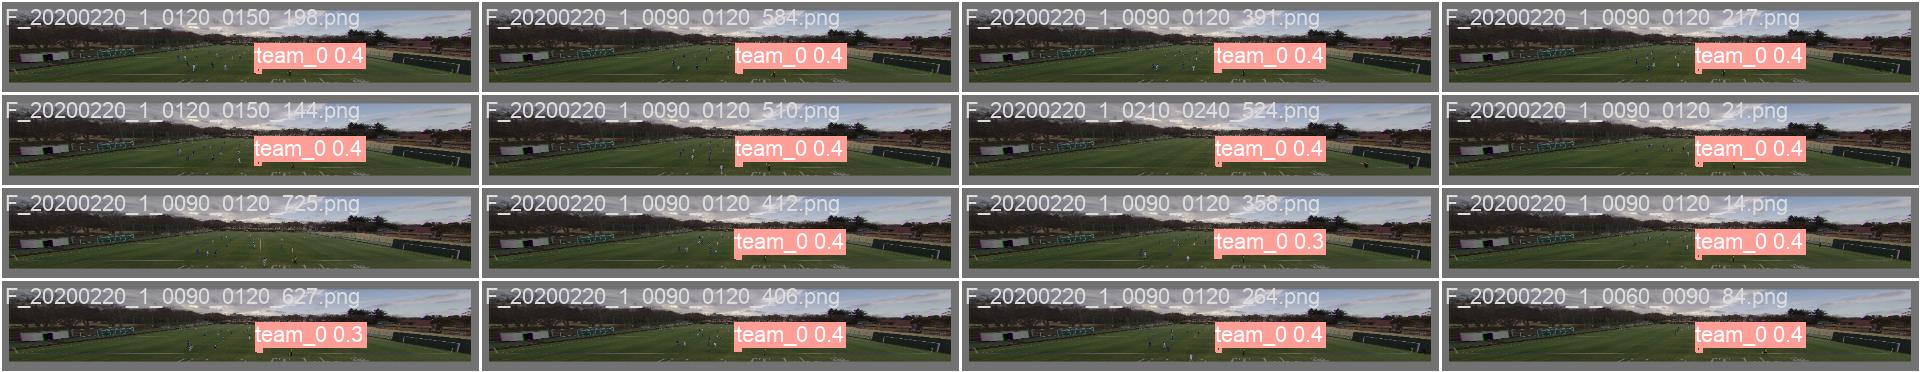 F_20200220_1_0120_0150_198.png
team_0 0.4
F_20200220_1_0090_0120_584.png
team_0 0.4
F_20200220_1_0090_0120_391.png
team_0 0.4
F_20200220_1_0090_0120_217.png
team_0 0.4
F_20200220_1_0120_0150_144.png
team_0 0.4
F_20200220_1_0090_0120_510.png
team_0 0.4
F_20200220_1_0210_0240_524.png
team_0 0.4
F_20200220_1_0090_0120_21.png
team_0 0.4
F_20200220_1_0090_0120_725.png
F_20200220_1_0090_0120_412.png
team_0 0.4
F_20200220_1_0090_0120_358.png
team_0 0.3
F_20200220_1_0090_0120_14.png
team_0 0.4
F_20200220_1_0090_0120_627.png
team_0 0.3
F_20200220_1_0090_0120_406.png
team_0 0.4
F_20200220_1_0090_0120_264.png
team_0 0.4
F_20200220_1_0060_0090_84.png
team_0 0.4